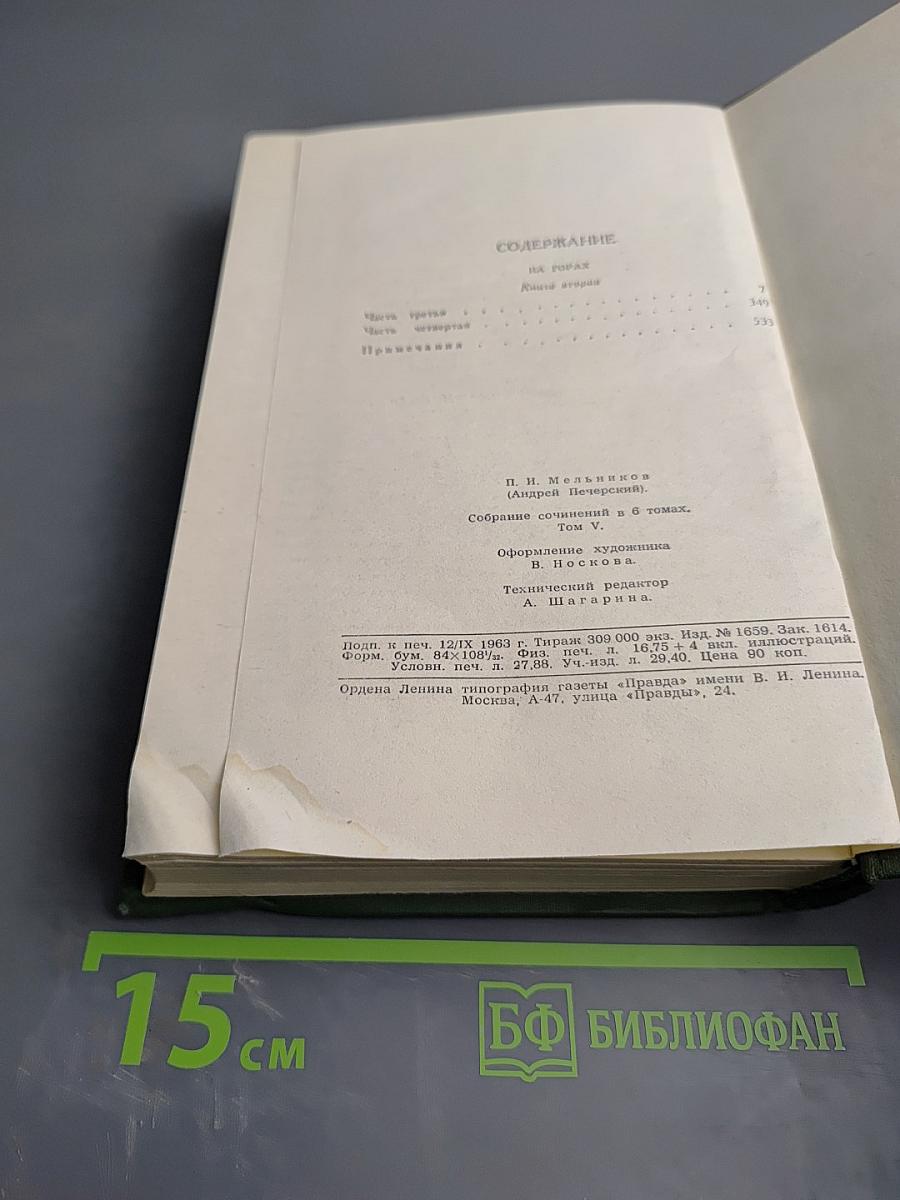 СОДЕРЖАНИЕ
НА ГОРАХ
Книга вторая
Часть третья . . . . . . . . . . . . . . . 7
Часть четвертая . . . . . . . . . . . . . . 349
Примечания . . . . . . . . . . . . . . 533
П. И. Мельников
(Андрей Печерский).
Собрание сочинений в 6 томах.
Том V.
Оформление художника
В. Носкова.
Технический редактор
А. Шагарина.
Подп. к печ. 12/IX 1963 г. Тираж 309 000 экз. Изд. № 1659. Зак. 1614.
Форм. бум. 84×108¹/₃₂. Физ. печ. л. 16,75 + 4 вкл. иллюстраций.
Условн. печ. л. 27,88. Уч.-изд. л. 29,40. Цена 90 коп.
Ордена Ленина типография газеты «Правда» имени В. И. Ленина.
Москва, А-47, улица «Правды», 24.
15 см
БФ БИБЛИОФАН